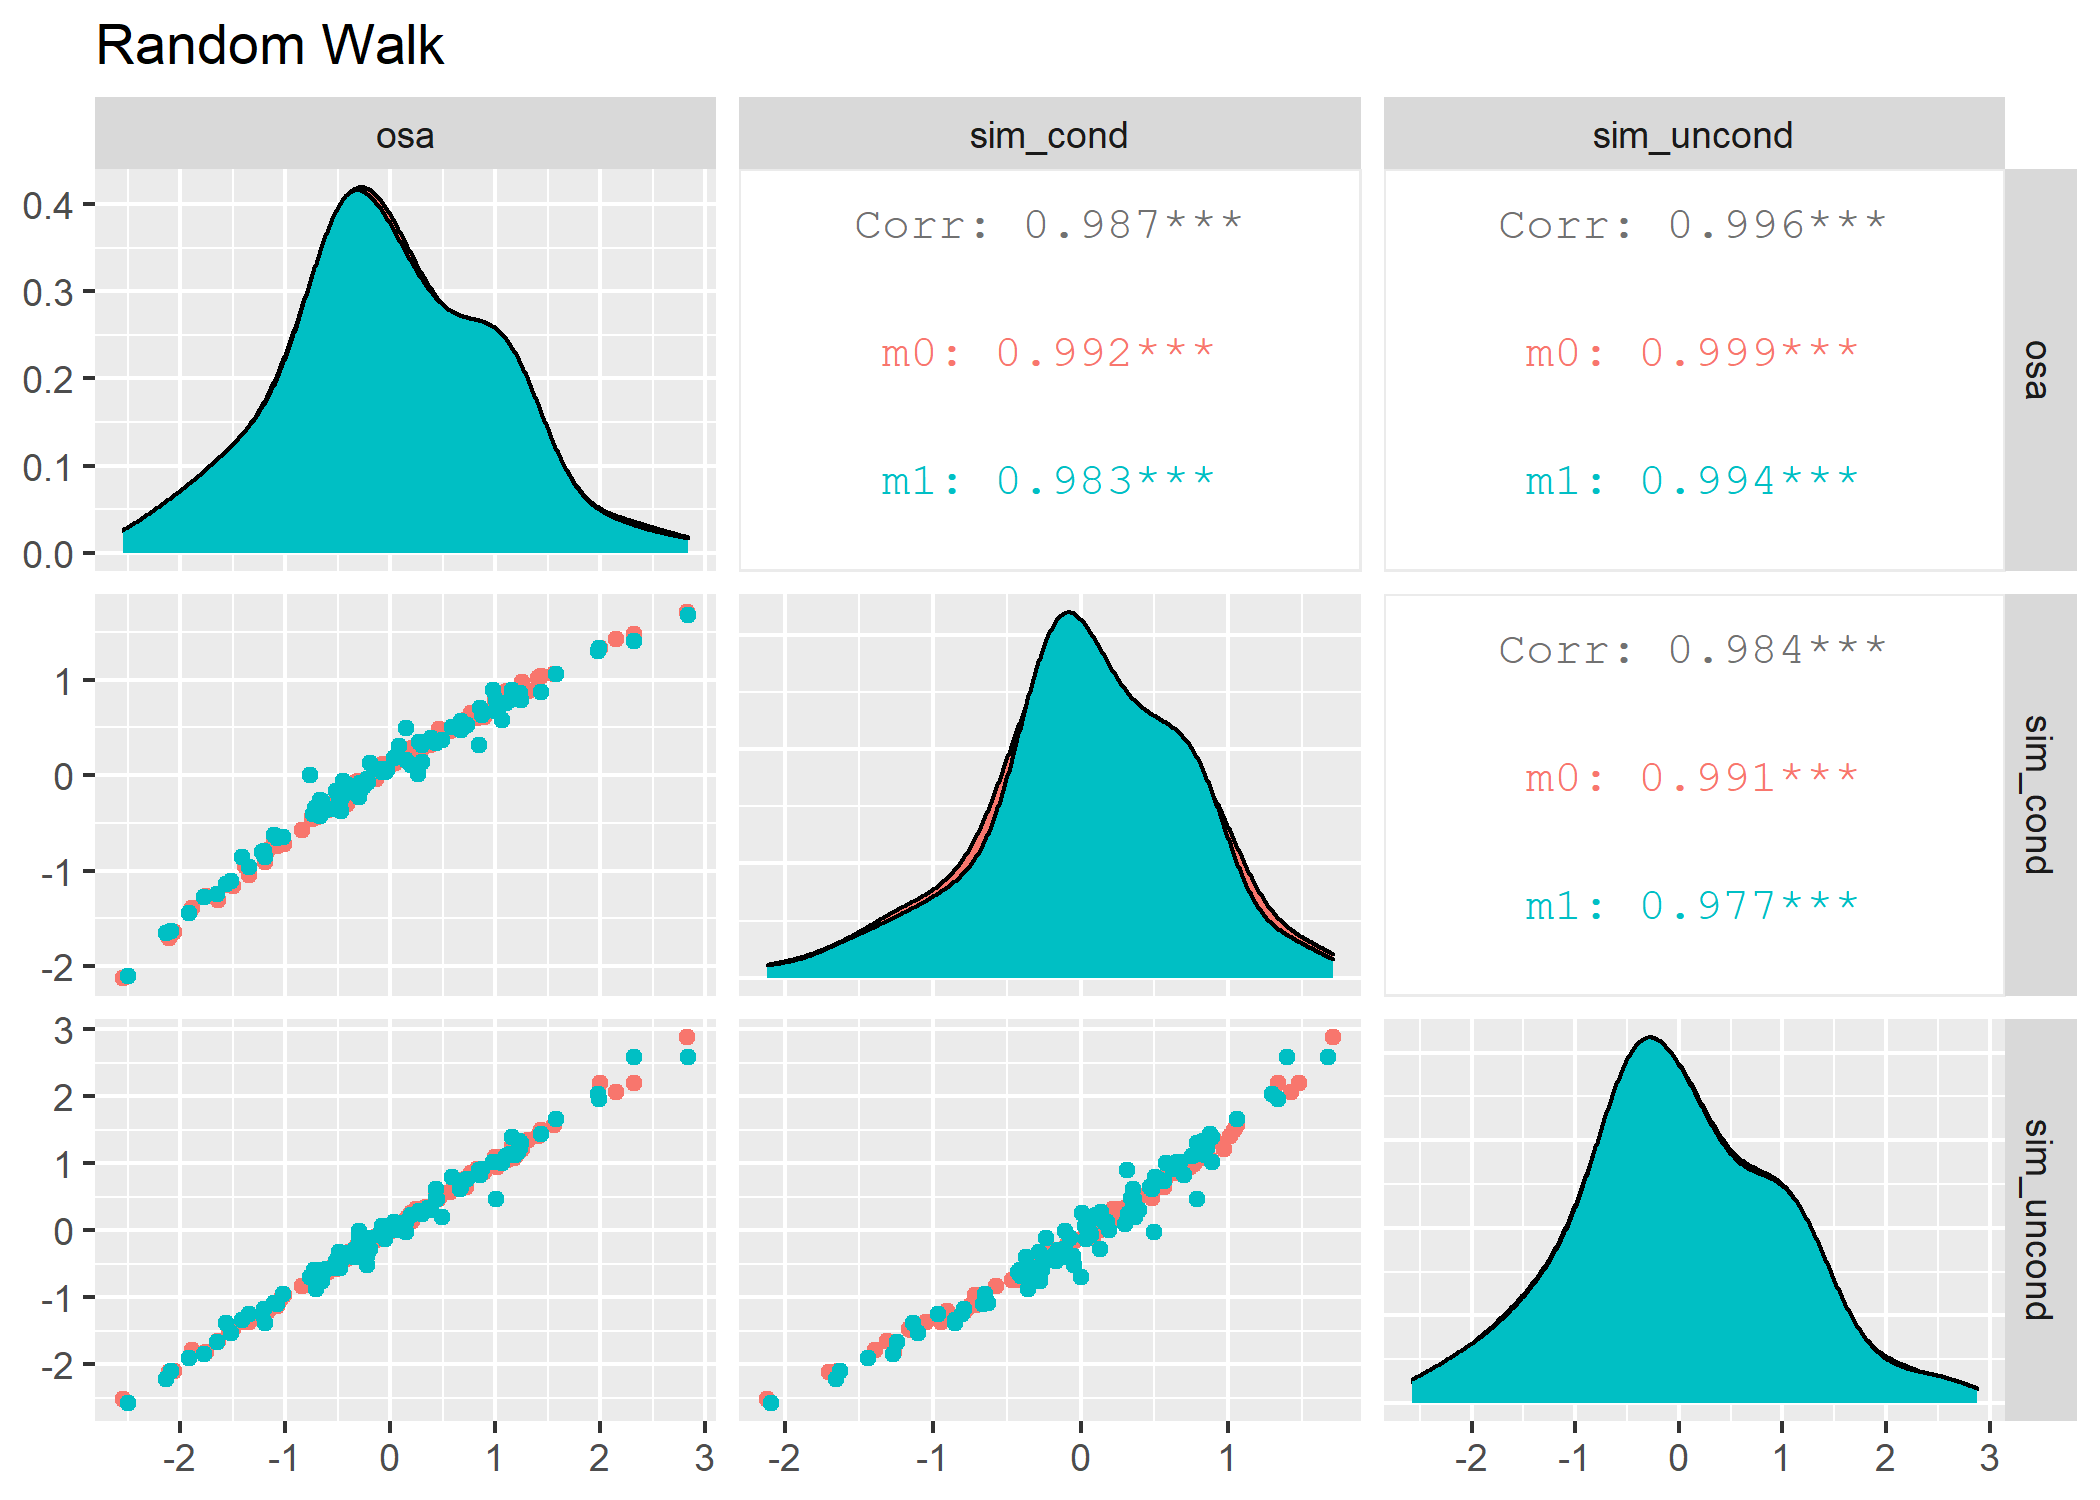 Random Walk
osa
sim_cond
sim_uncond
0.4
0.3
0.2
0.1
0.0
Corr: 0.987***
m0: 0.992***
m1: 0.983***
Corr: 0.996***
m0: 0.999***
m1: 0.994***
osa
1
0
-1
-2
Corr: 0.984***
m0: 0.991***
m1: 0.977***
sim_cond
3
2
1
0
-1
-2
sim_uncond
-2 -1 0 1 2 3
-2 -1 0 1
-2 -1 0 1 2 3